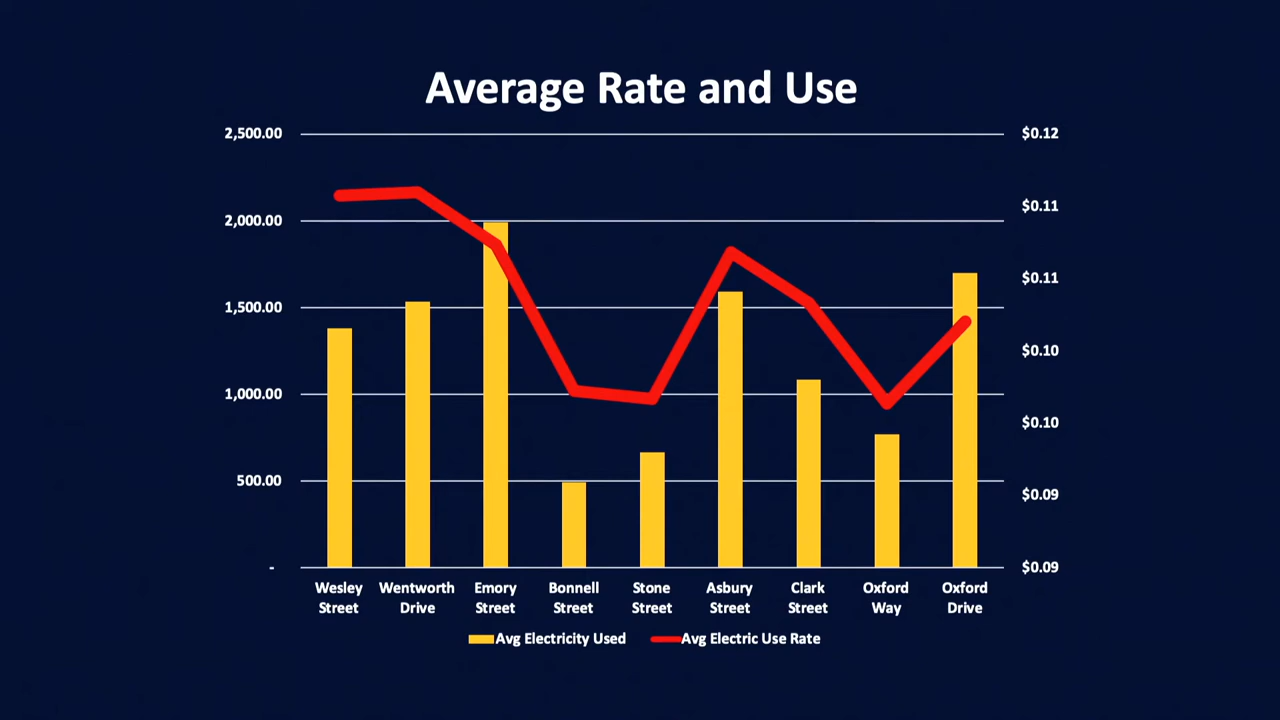 Average Rate and Use
2,500.00
2,000.00
1,500.00
1,000.00
500.00
-
$0.12
$0.11
$0.11
$0.10
$0.10
$0.09
$0.09
Wesley Street
Wentworth Drive
Emory Street
Bonnell Street
Stone Street
Asbury Street
Clark Street
Oxford Way
Oxford Drive
Avg Electricity Used
Avg Electric Use Rate